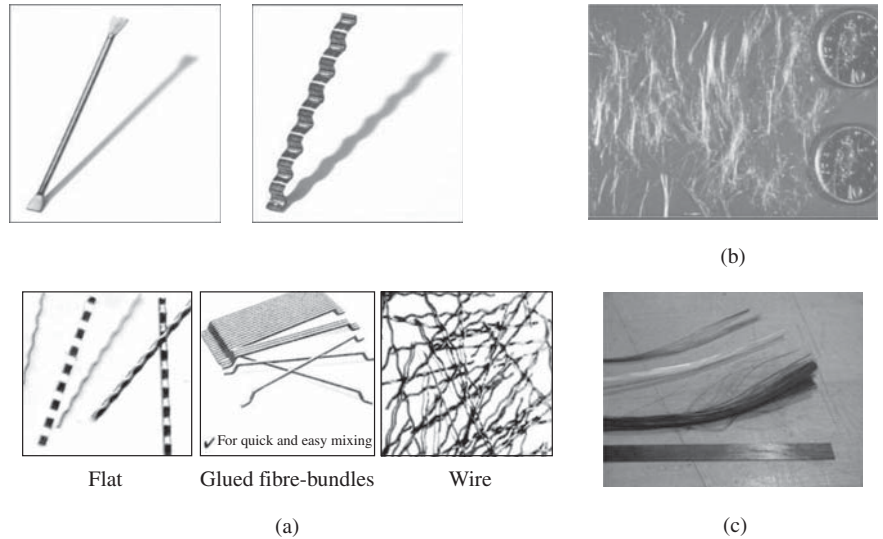 (b)
✓ For quick and easy mixing
Flat
Glued fibre-bundles
Wire
(a)
(c)